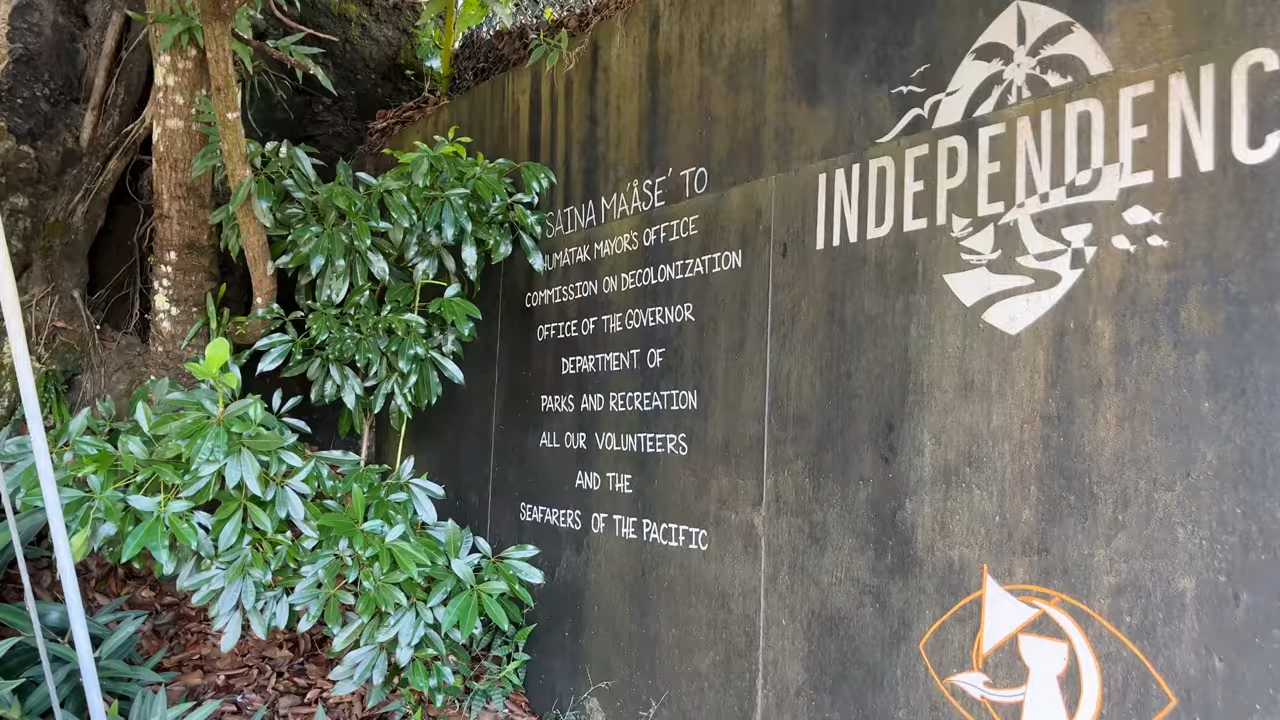 SAINA MA'ÅSE' TO
HUMATAK MAYOR'S OFFICE
COMMISSION ON DECOLONIZATION
OFFICE OF THE GOVERNOR
DEPARTMENT OF
PARKS AND RECREATION
ALL OUR VOLUNTEERS
AND THE
SEAFARERS OF THE PACIFIC
INDEPENDENC